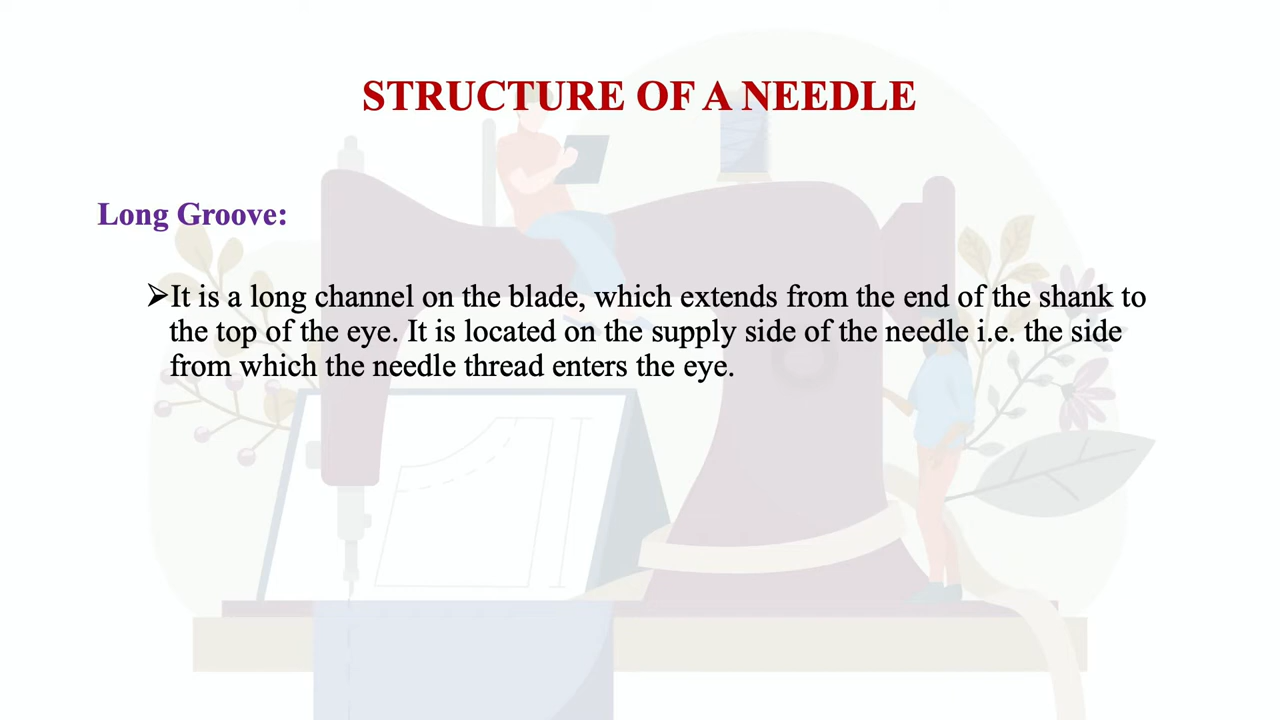 STRUCTURE OF A NEEDLE
Long Groove:
➢It is a long channel on the blade, which extends from the end of the shank to
the top of the eye. It is located on the supply side of the needle i.e. the side
from which the needle thread enters the eye.